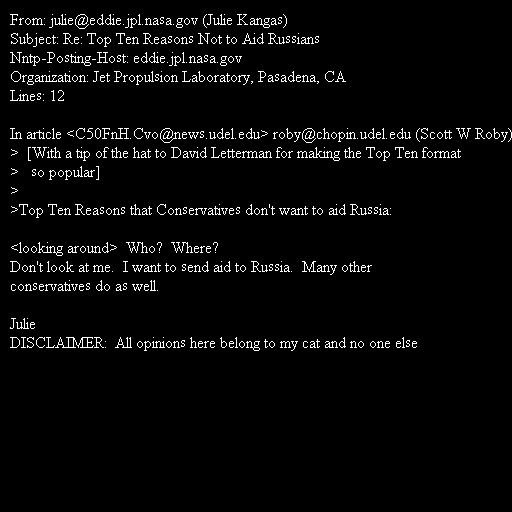 From: julie@eddie.jpl.nasa.gov (Julie Kangas)
Subject: Re: Top Ten Reasons Not to Aid Russians
Nntp-Posting-Host: eddie.jpl.nasa.gov
Organization: Jet Propulsion Laboratory, Pasadena, CA
Lines: 12

In article <C50FnH.Cvo@news.udel.edu> roby@chopin.udel.edu (Scott W Roby)
>  [With a tip of the hat to David Letterman for making the Top Ten format
>   so popular]
>
>Top Ten Reasons that Conservatives don't want to aid Russia:

<looking around>  Who?  Where?
Don't look at me.  I want to send aid to Russia.  Many other
conservatives do as well.

Julie
DISCLAIMER:  All opinions here belong to my cat and no one else